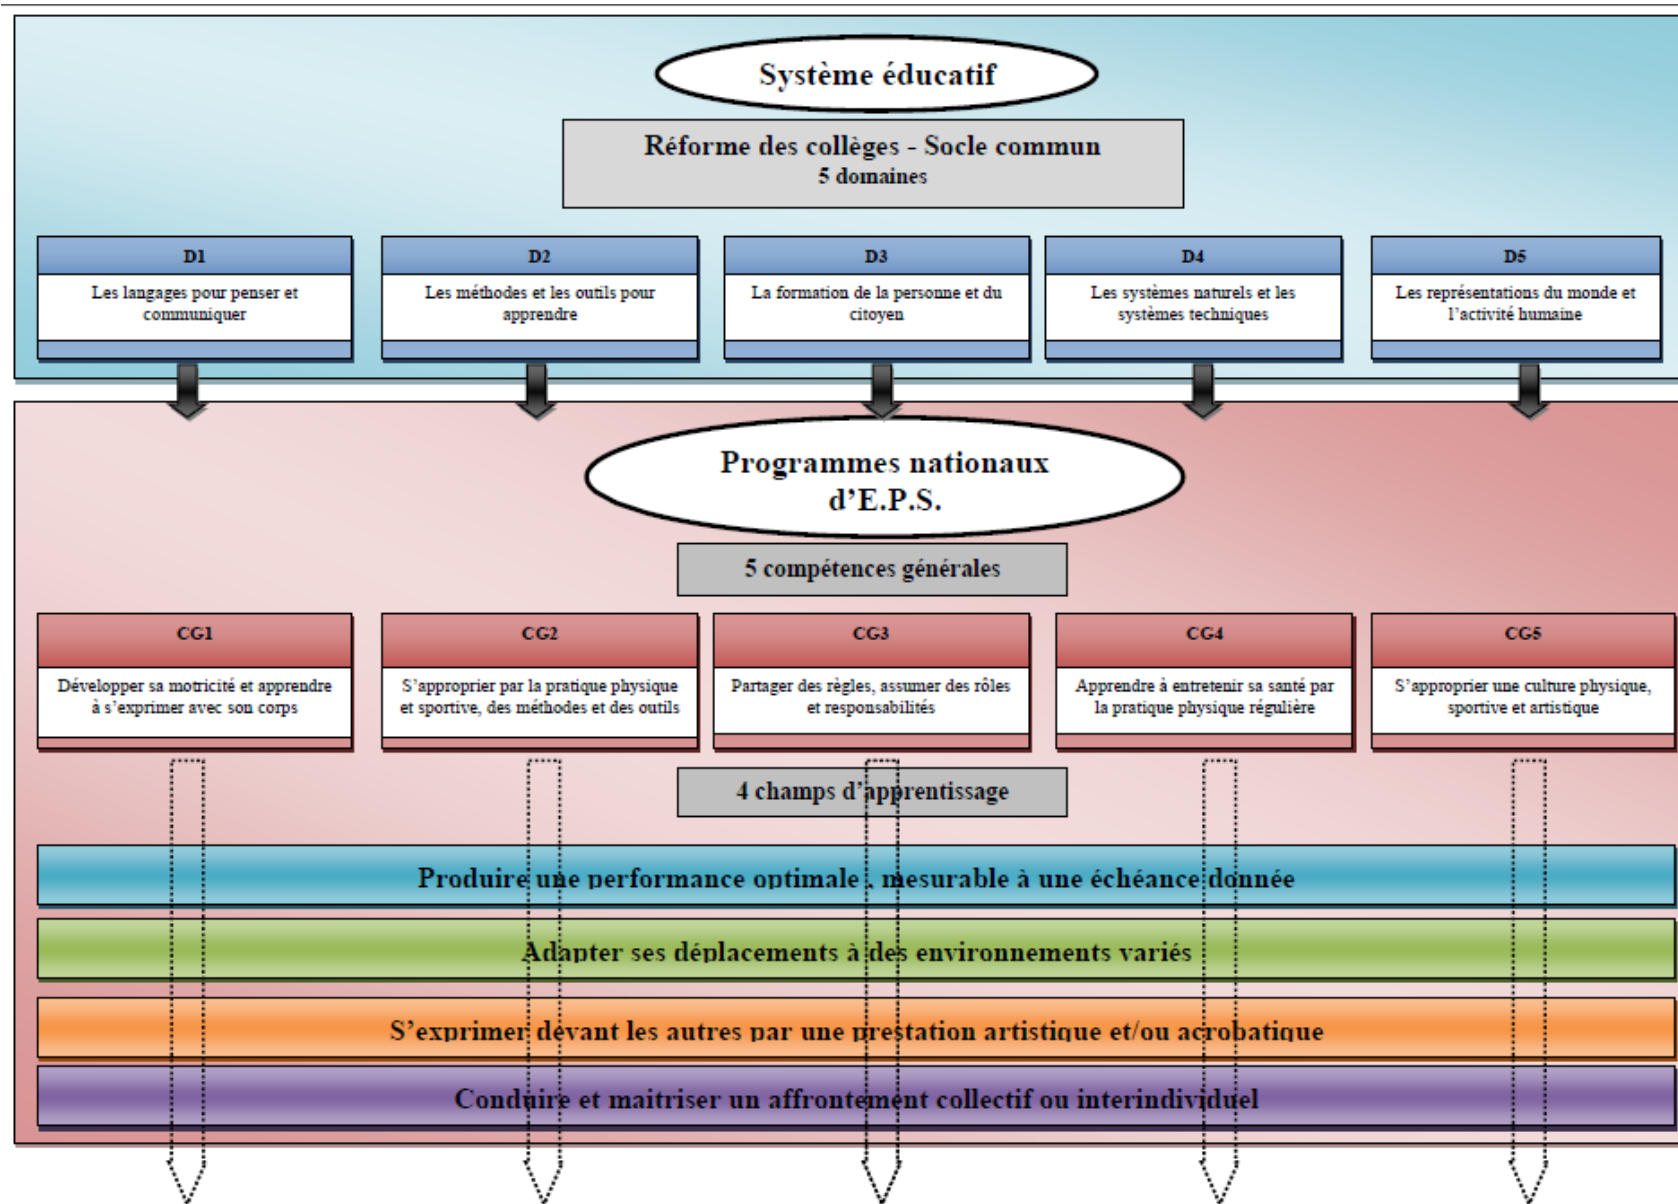 Système éducatif
Réforme des collèges - Socle commun
5 domaines
D1
Les langages pour penser et
communiquer
D2
Les méthodes et les outils pour
apprendre
D3
La formation de la personne et du
citoyen
D4
Les systèmes naturels et les
systèmes techniques
D5
Les représentations du monde et
l’activité humaine
Programmes nationaux
d’E.P.S.
5 compétences générales
CG1
Développer sa motricité et apprendre
à s’exprimer avec son corps
CG2
S’approprier par la pratique physique
et sportive, des méthodes et des outils
CG3
Partager des règles, assumer des rôles
et responsabilités
CG4
Apprendre à entretenir sa santé par
la pratique physique régulière
CG5
S’approprier une culture physique,
sportive et artistique
4 champs d’apprentissage
Produire une performance optimale , mesurable à une échéance donnée
Adapter ses déplacements à des environnements variés
S’exprimer devant les autres par une prestation artistique et/ou acrobatique
Conduire et maitriser un affrontement collectif ou interindividuel